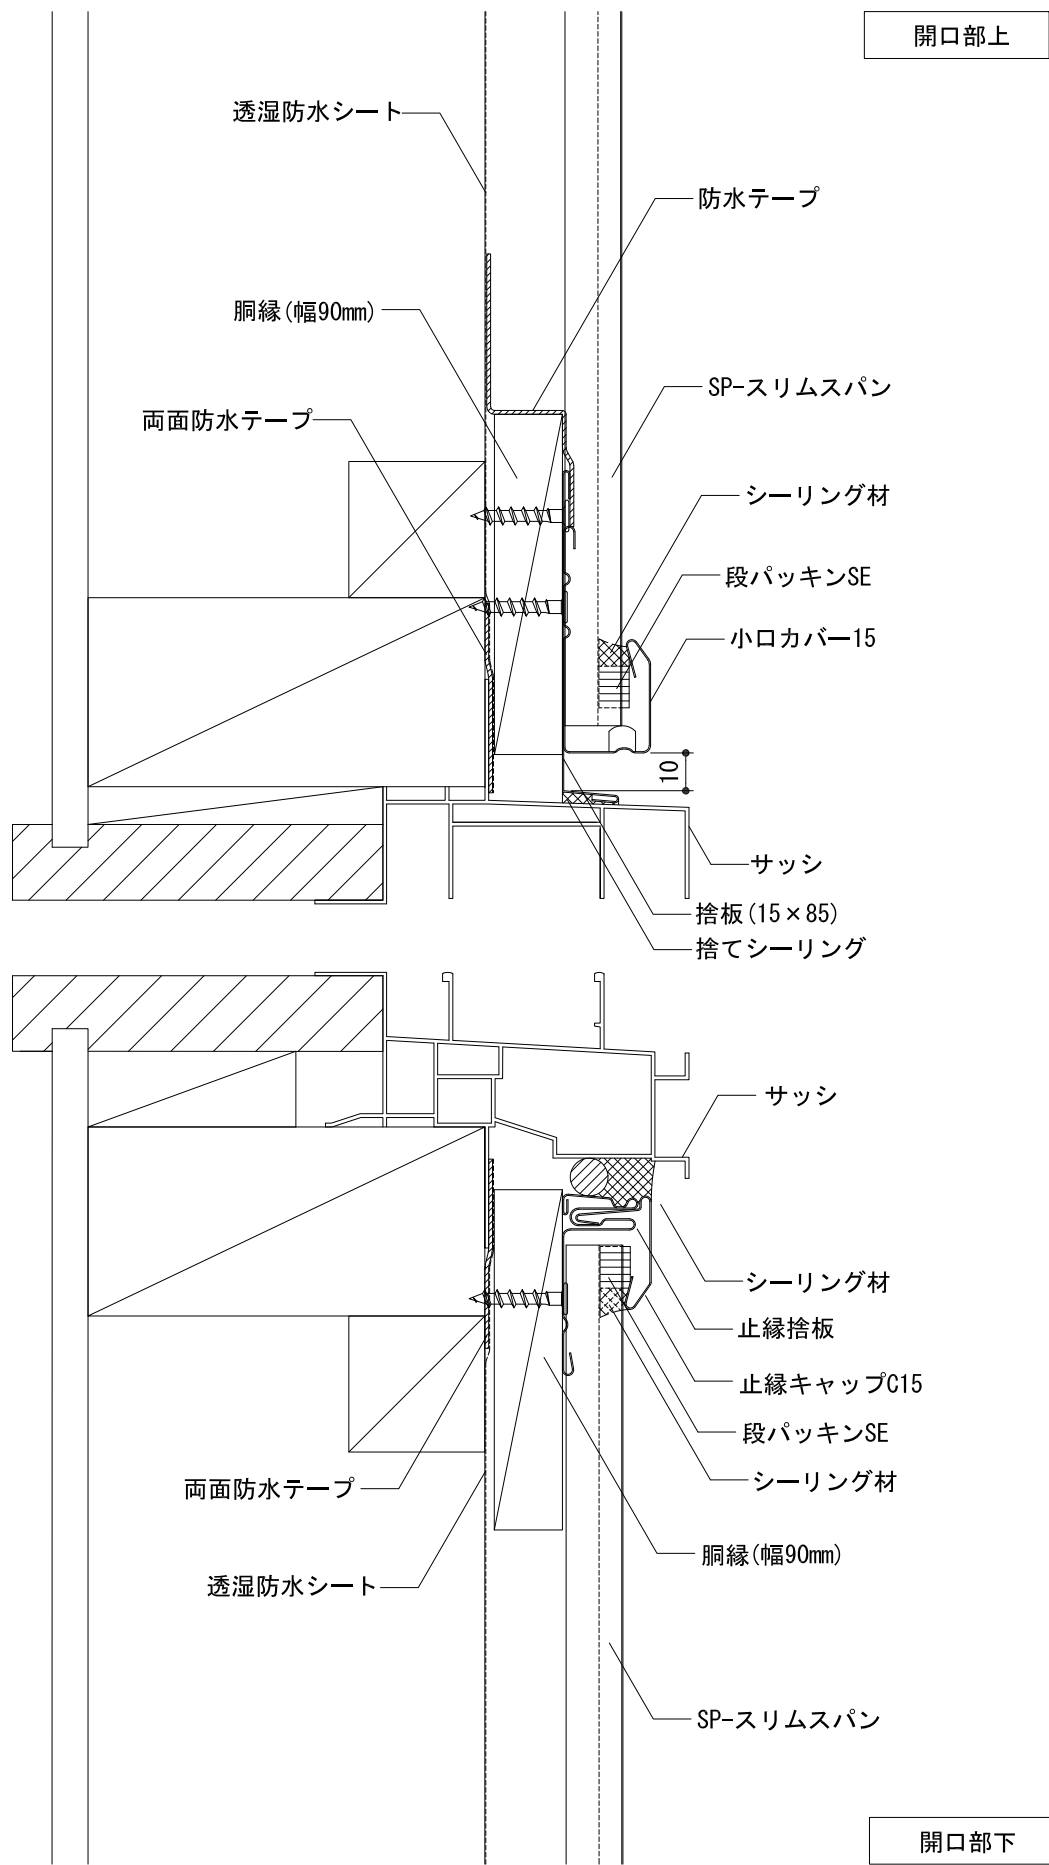 開口部上
透湿防水シート
防水テープ
胴縁(幅90mm)
SP-スリムスパン
両面防水テープ
シーリング材
段パッキンSE
小口カバー15
10
サッシ
捨板(15×85)
捨てシーリング
サッシ
シーリング材
止縁捨板
止縁キャップC15
段パッキンSE
シーリング材
両面防水テープ
胴縁(幅90mm)
透湿防水シート
SP-スリムスパン
開口部下